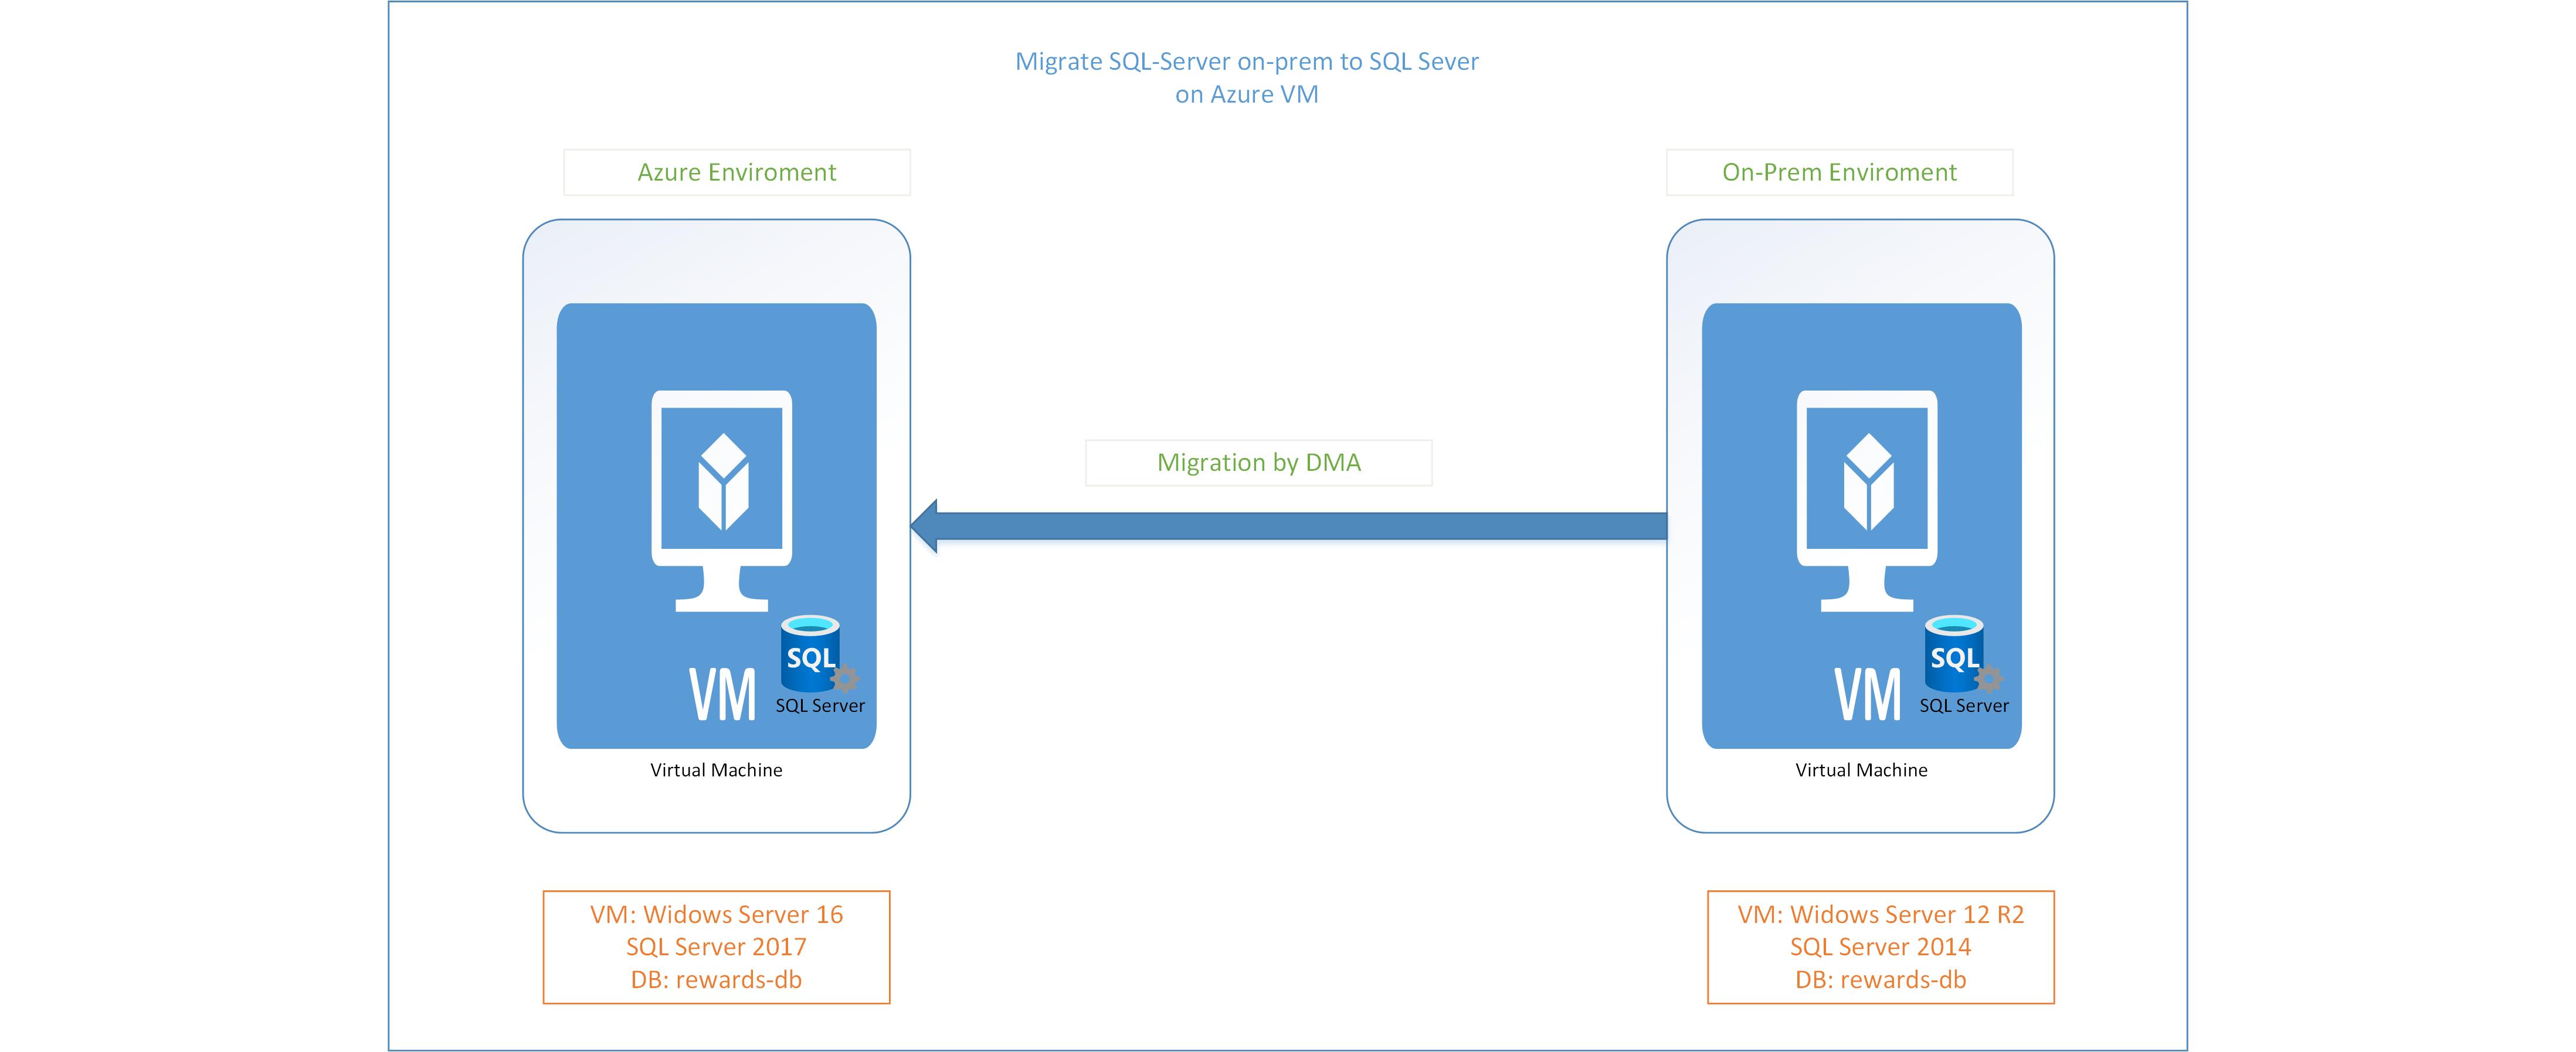 Migrate SQL-Server on-prem to SQL Sever
on Azure VM
Azure Enviroment
On-Prem Enviroment
Migration by DMA
SQL
VM
SQL Server
Virtual Machine
SQL
VM
SQL Server
Virtual Machine
VM: Widows Server 16
SQL Server 2017
DB: rewards-db
VM: Widows Server 12 R2
SQL Server 2014
DB: rewards-db